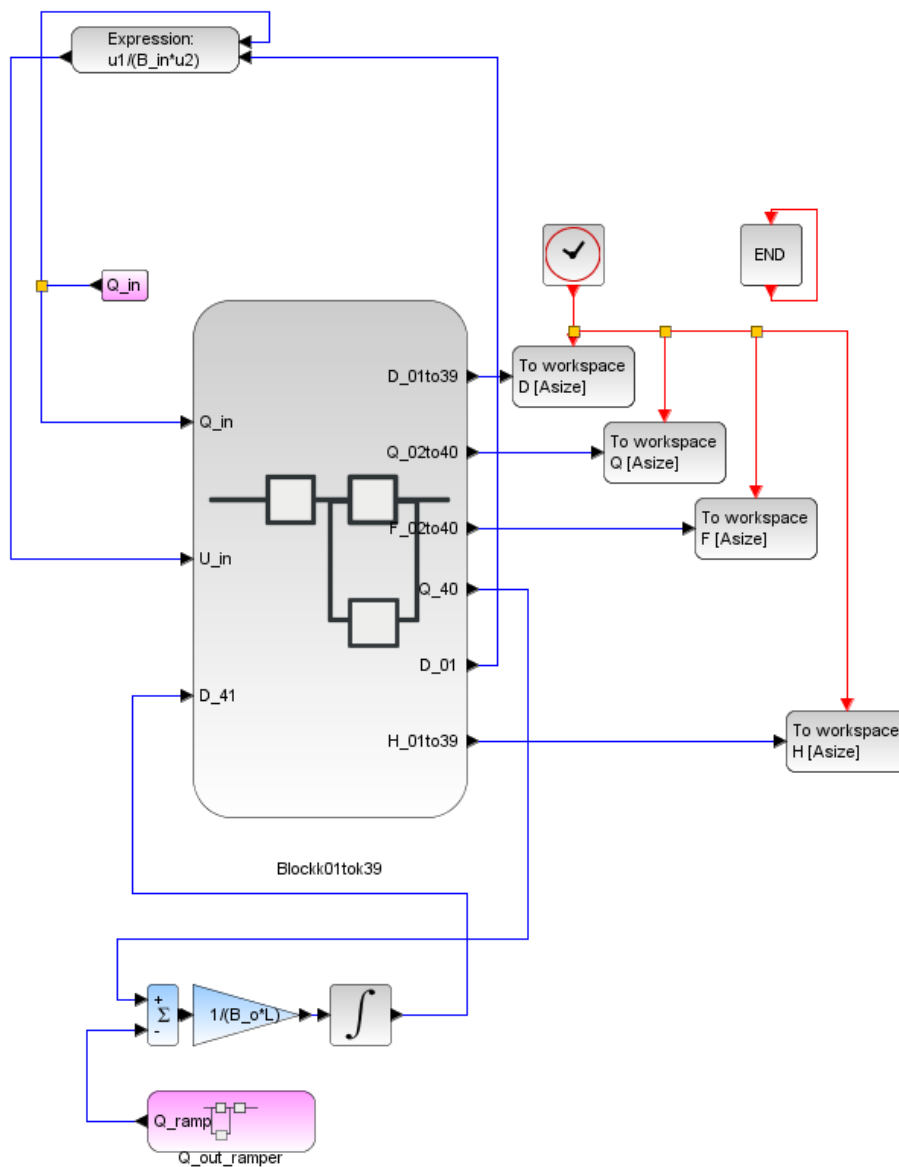 Expression:
u1/(B_in*u2)
Q_in
END
To workspace
D [Asize]
D_01to39
Q_in
Q_02to40
To workspace
Q [Asize]
F_02to40
To workspace
F [Asize]
U_in
Q_40
D_01
D_41
H_01to39
To workspace
H [Asize]
Blockk01tok39
+
Σ
-
1/(B_o*L)
∫
Q_ramp
Q_out_ramper